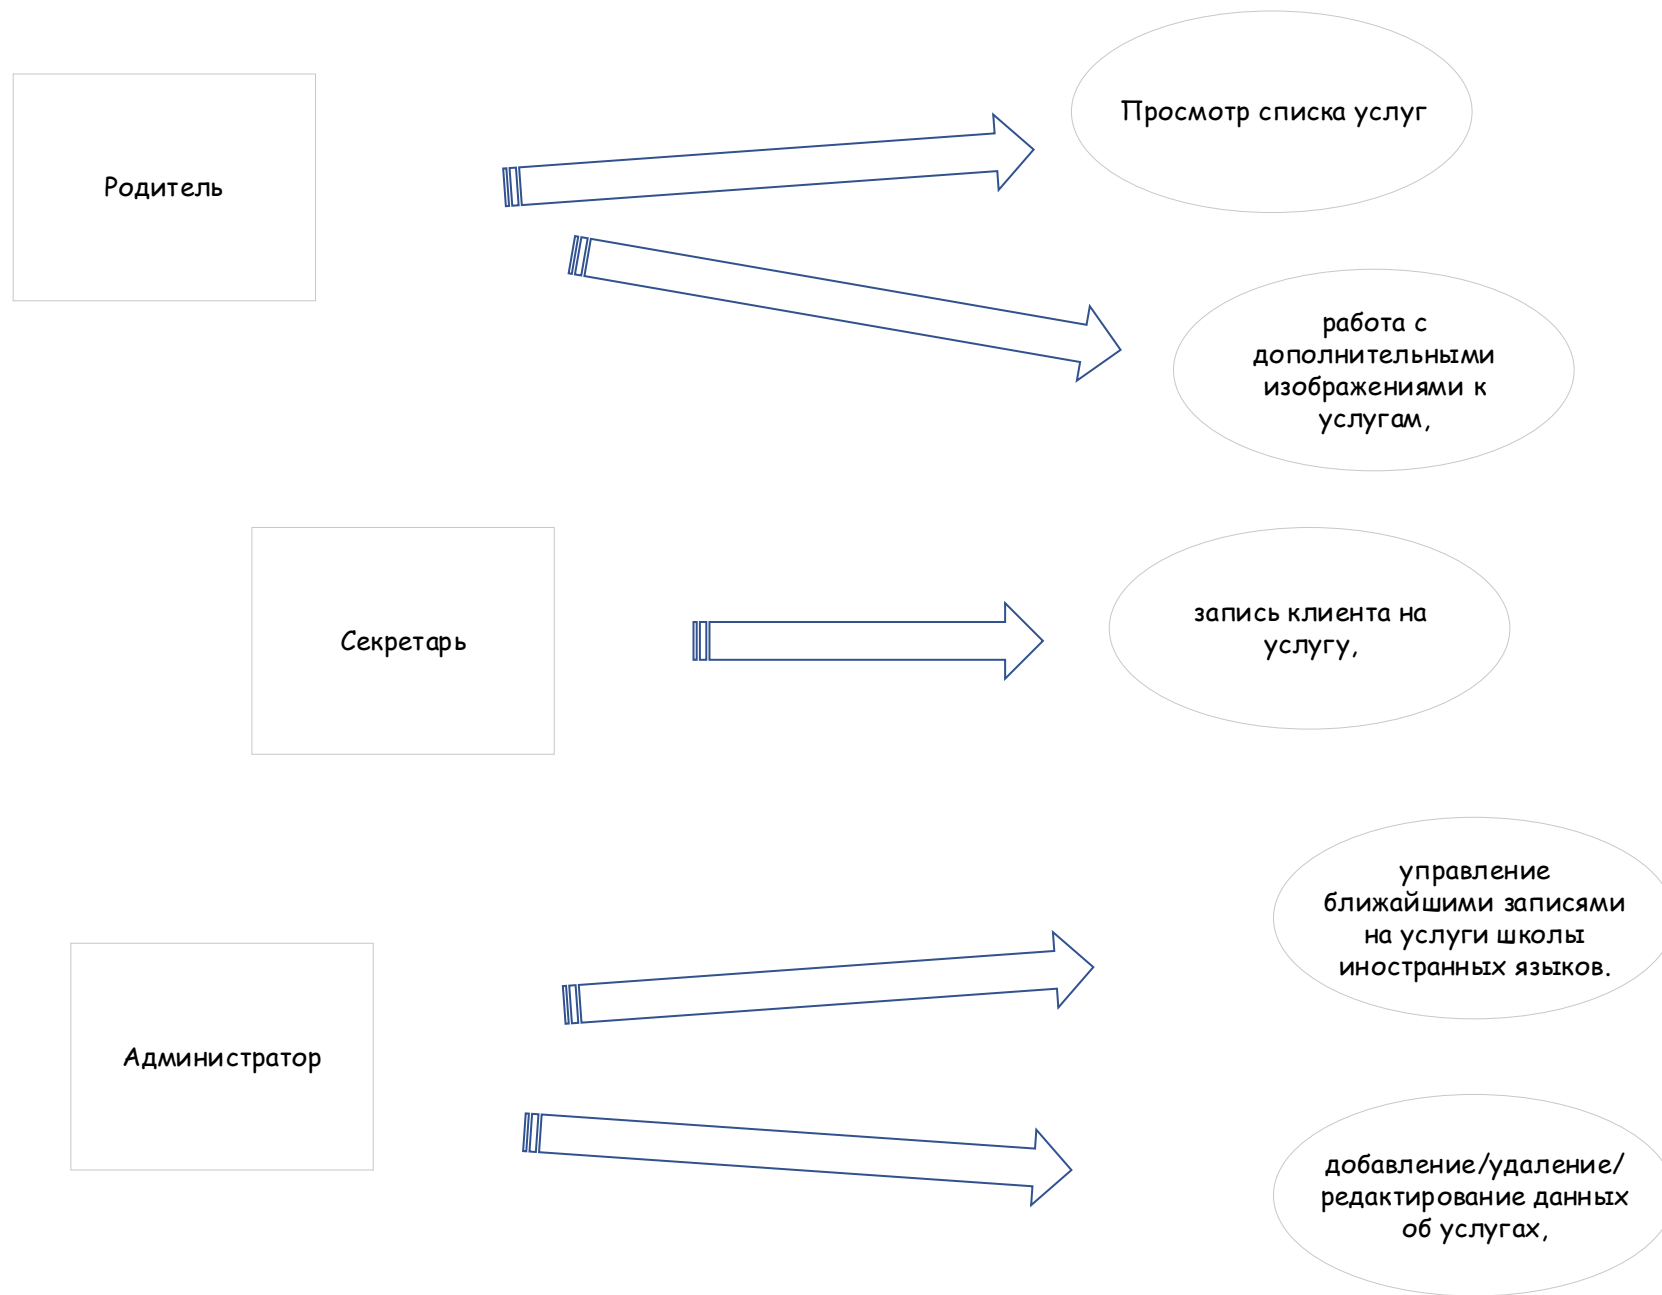 Просмотр списка услуг
Родитель
работа с
дополнительными
изображениями к
услугам,
Секретарь
запись клиента на
услугу,
управление
ближайшими записями
на услуги школы
иностранных языков.
Администратор
добавление/удаление/
редактирование данных
об услугах,